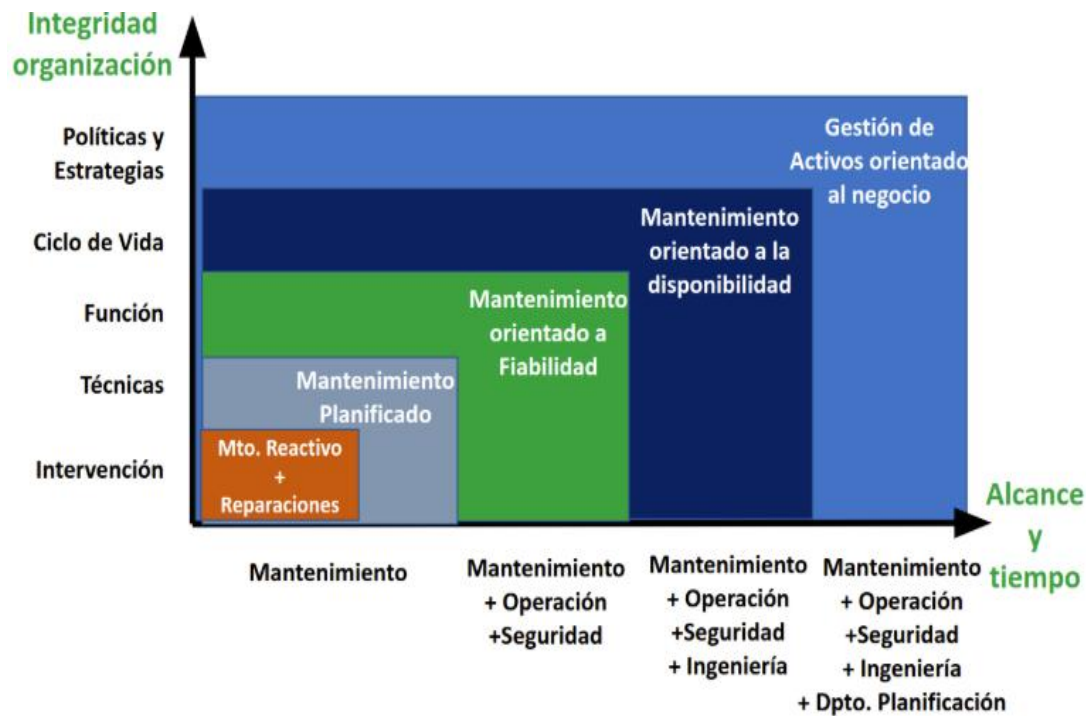 Integridad
organización
Políticas y
Estrategias
Ciclo de Vida
Función
Técnicas
Intervención
Gestión de
Activos orientado
al negocio
Mantenimiento
orientado a la
disponibilidad
Mantenimiento
orientado a
Fiabilidad
Mantenimiento
Planificado
Mto. Reactivo
+
Reparaciones
Alcance
y
tiempo
Mantenimiento
Mantenimiento
+ Operación
+Seguridad
Mantenimiento
+ Operación
+Seguridad
+ Ingeniería
Mantenimiento
+ Operación
+Seguridad
+ Ingeniería
+ Dpto. Planificación